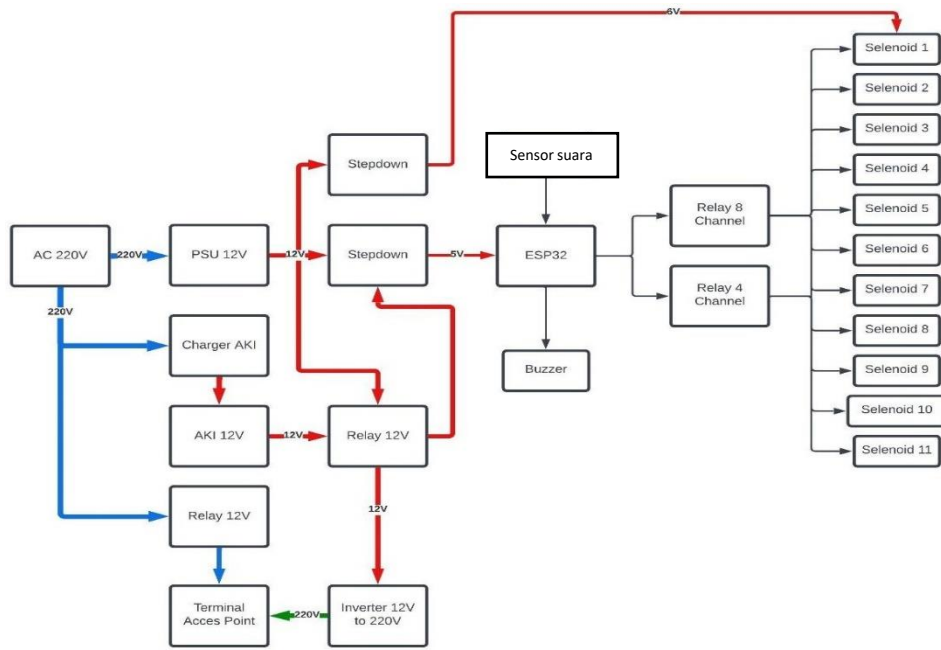 6V
Selenoid 1
Selenoid 2
Selenoid 3
Selenoid 4
Selenoid 5
Selenoid 6
Selenoid 7
Selenoid 8
Selenoid 9
Selenoid 10
Selenoid 11
Stepdown
Sensor suara
AC 220V
220V
PSU 12V
12V
Stepdown
5V
ESP32
Relay 8
Channel
Relay 4
Channel
220V
Charger AKI
Buzzer
AKI 12V
12V
Relay 12V
Relay 12V
12V
Terminal
Acces Point
220V
Inverter 12V
to 220V